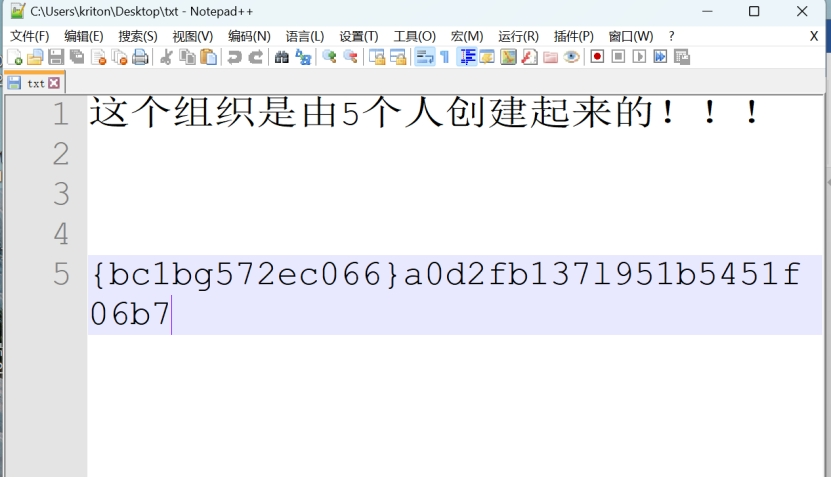 C:\Users\kriton\Desktop\txt - Notepad++
文件(F) 编辑(E) 搜索(S) 视图(V) 编码(N) 语言(L) 设置(T) 工具(O) 宏(M) 运行(R) 插件(P) 窗口(W) ? X
txt
1 这个组织是由5个人创建起来的！！！
2
3
4
5 {bc1bg572ec066}a0d2fb1371951b5451f
06b7